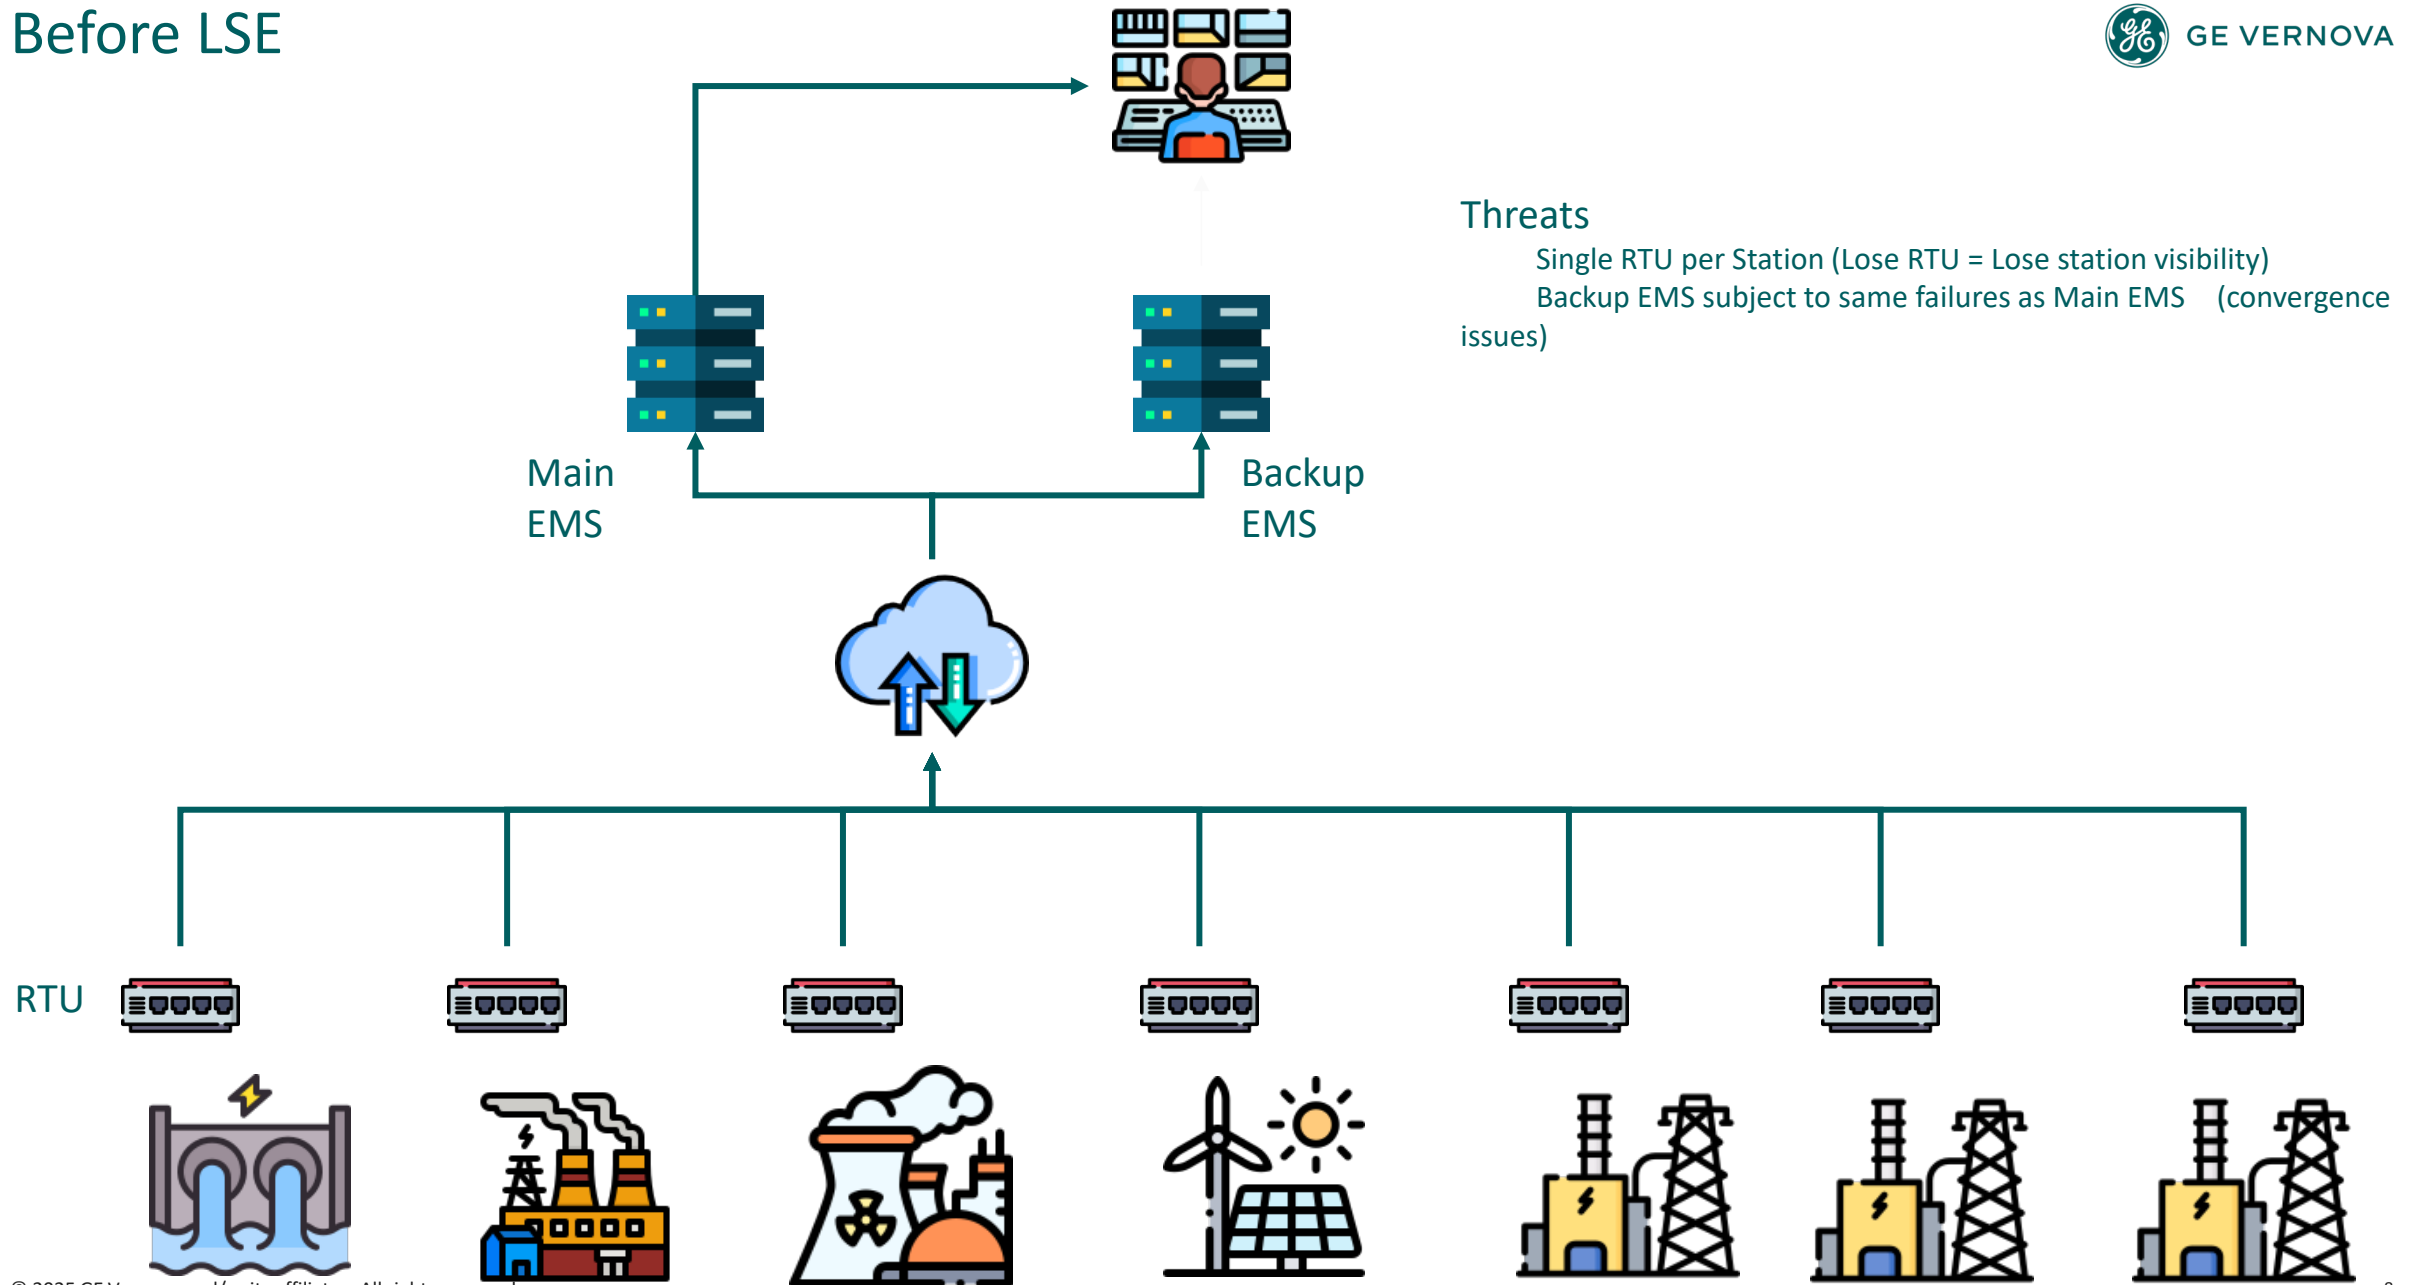 Before LSE
GE VERNOVA
Threats
Single RTU per Station (Lose RTU = Lose station visibility)
Backup EMS subject to same failures as Main EMS (convergence
issues)
Main
EMS
Backup
EMS
RTU